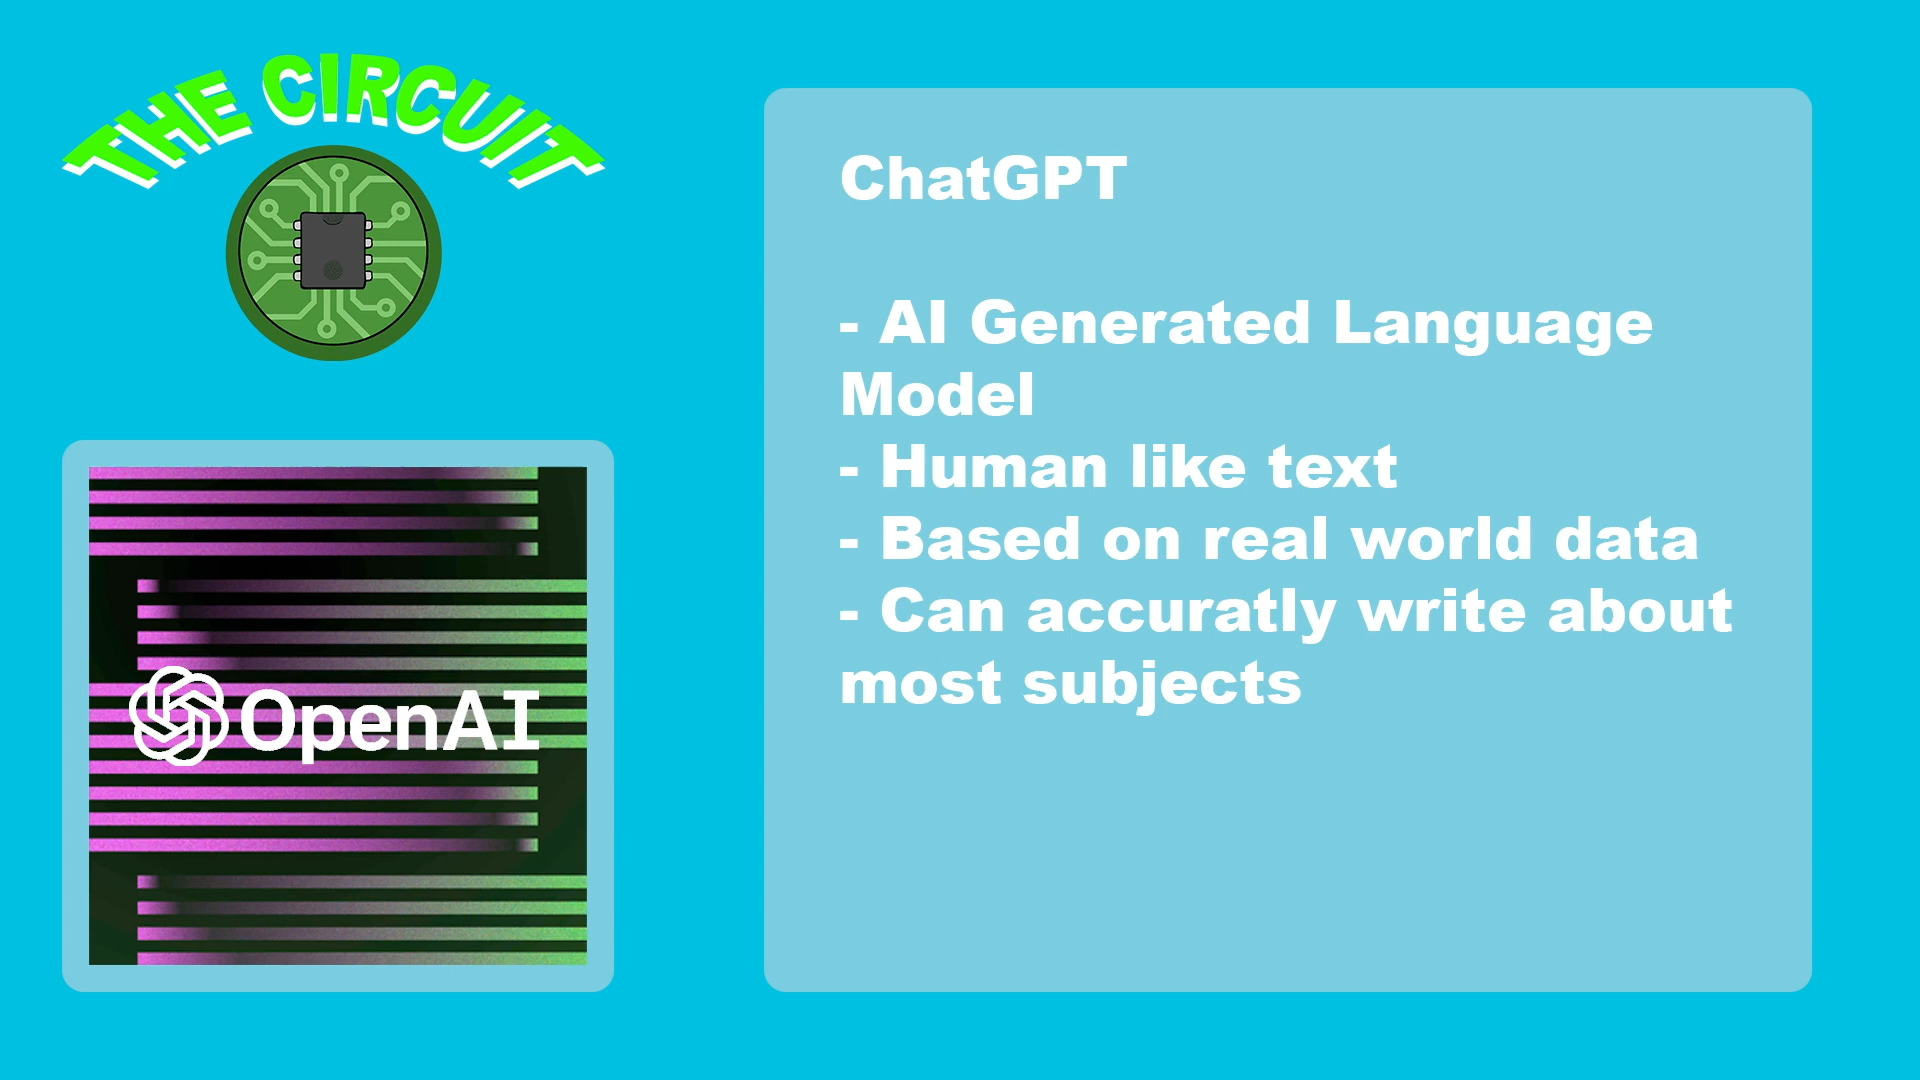 THE CIRCUIT
ChatGPT
- AI Generated Language
Model
- Human like text
- Based on real world data
- Can accuratly write about
most subjects
OpenAI